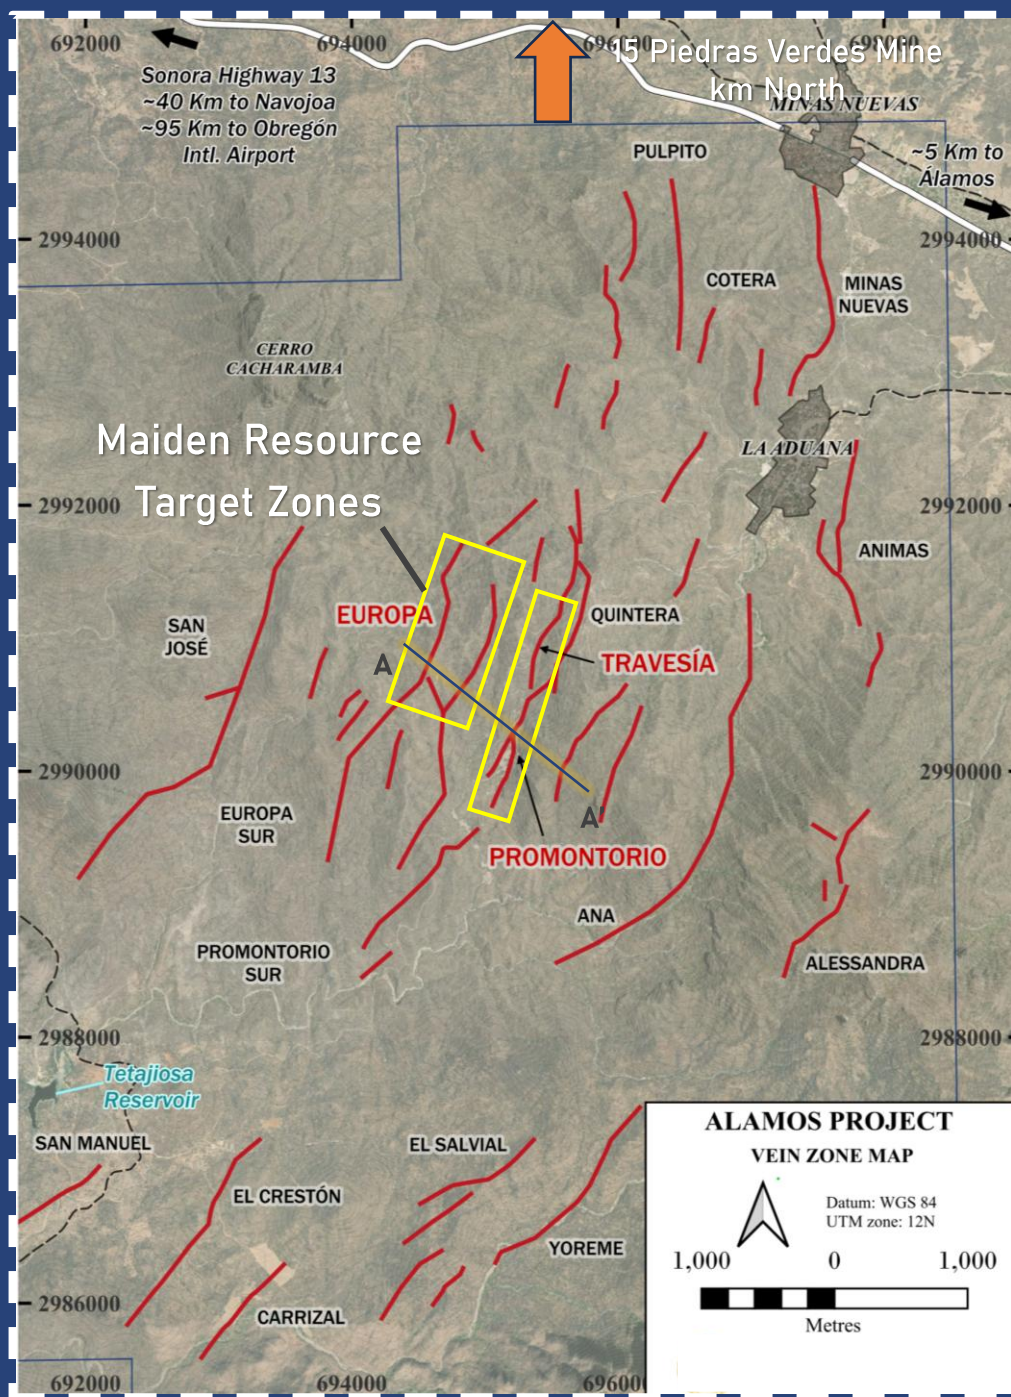 692000
694000
696000
698000
15 Piedras Verdes Mine
km North
Sonora Highway 13
~40 Km to Navojoa
~95 Km to Obregón
Intl. Airport
MINAS NUEVAS
~5 Km to
Álamos
PULPITO
2994000
2994000
COTERA
MINAS
NUEVAS
CERRO
CACHARAMBA
Maiden Resource
Target Zones
LA ADUANA
2992000
2992000
ANIMAS
EUROPA
QUINTERA
SAN
JOSÉ
TRAVESÍA
A
2990000
2990000
EUROPA
SUR
A'
PROMONTORIO
ANA
PROMONTORIO
SUR
ALESSANDRA
2988000
2988000
Tetajiosa
Reservoir
SAN MANUEL
EL SALVIAL
EL CRESTÓN
YOREME
CARRIZAL
2986000
692000
694000
ALAMOS PROJECT
VEIN ZONE MAP
Datum: WGS 84
UTM zone: 12N
1,000 0 1,000
Metres